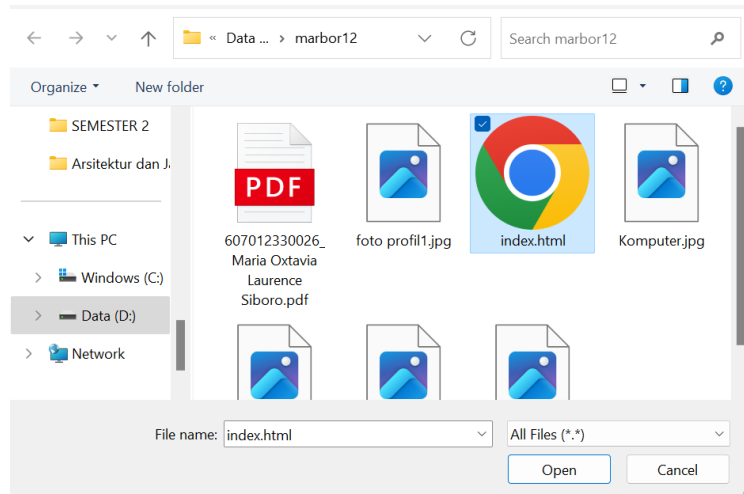 « Data ... > marbor12
Search marbor12
Organize
New folder
SEMESTER 2
Arsitektur dan Ja
This PC
Windows (C:)
Data (D:)
Network
PDF
607012330026_
Maria Oxtavia
Laurence
Siboro.pdf
foto profil1.jpg
index.html
Komputer.jpg
File name:
index.html
All Files (*.*)
Open
Cancel